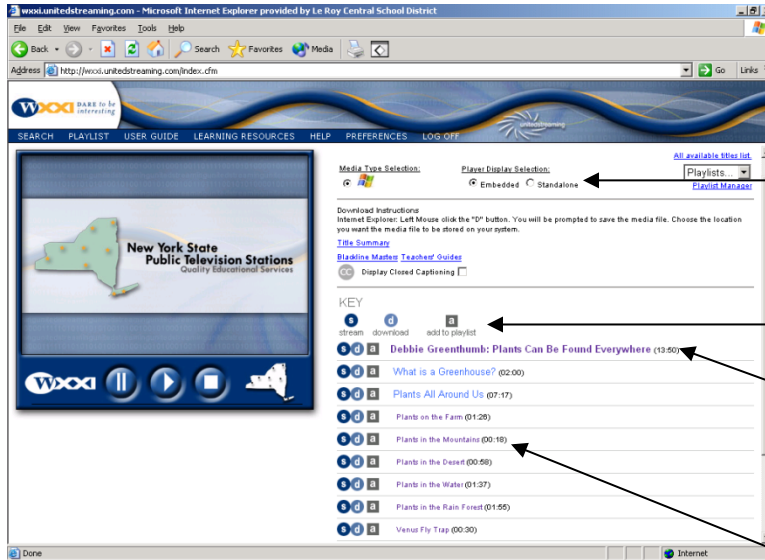 wxxi.unitedstreaming.com - Microsoft Internet Explorer provided by Le Roy Central School District
File Edit View Favorites Tools Help
Back Search Favorites Media
Address http://wxxi.unitedstreaming.com/index.cfm Go Links
WXXI DARE to be interesting
unitedstreaming
SEARCH PLAYLIST USER GUIDE LEARNING RESOURCES HELP PREFERENCES LOG OFF
All available titles list.
Media Type Selection: Player Display Selection: Playlists...
Embedded Standalone Playlist Manager
Download Instructions
Internet Explorer: Left Mouse click the "D" button. You will be prompted to save the media file. Choose the location
you want the media file to be stored on your system.
Title Summary
Blackline Masters Teachers' Guides
CC Display Closed Captioning
New York State
Public Television Stations
Quality Educational Services
WXXI
KEY
s d a
stream download add to playlist
s d a Debbie Greenthumb: Plants Can Be Found Everywhere (13:50)
s d a What is a Greenhouse? (02:00)
s d a Plants All Around Us (07:17)
s d a Plants on the Farm (01:26)
s d a Plants in the Mountains (00:18)
s d a Plants in the Desert (00:58)
s d a Plants in the Water (01:37)
s d a Plants in the Rain Forest (01:55)
s d a Venus Fly Trap (00:30)
Done Internet